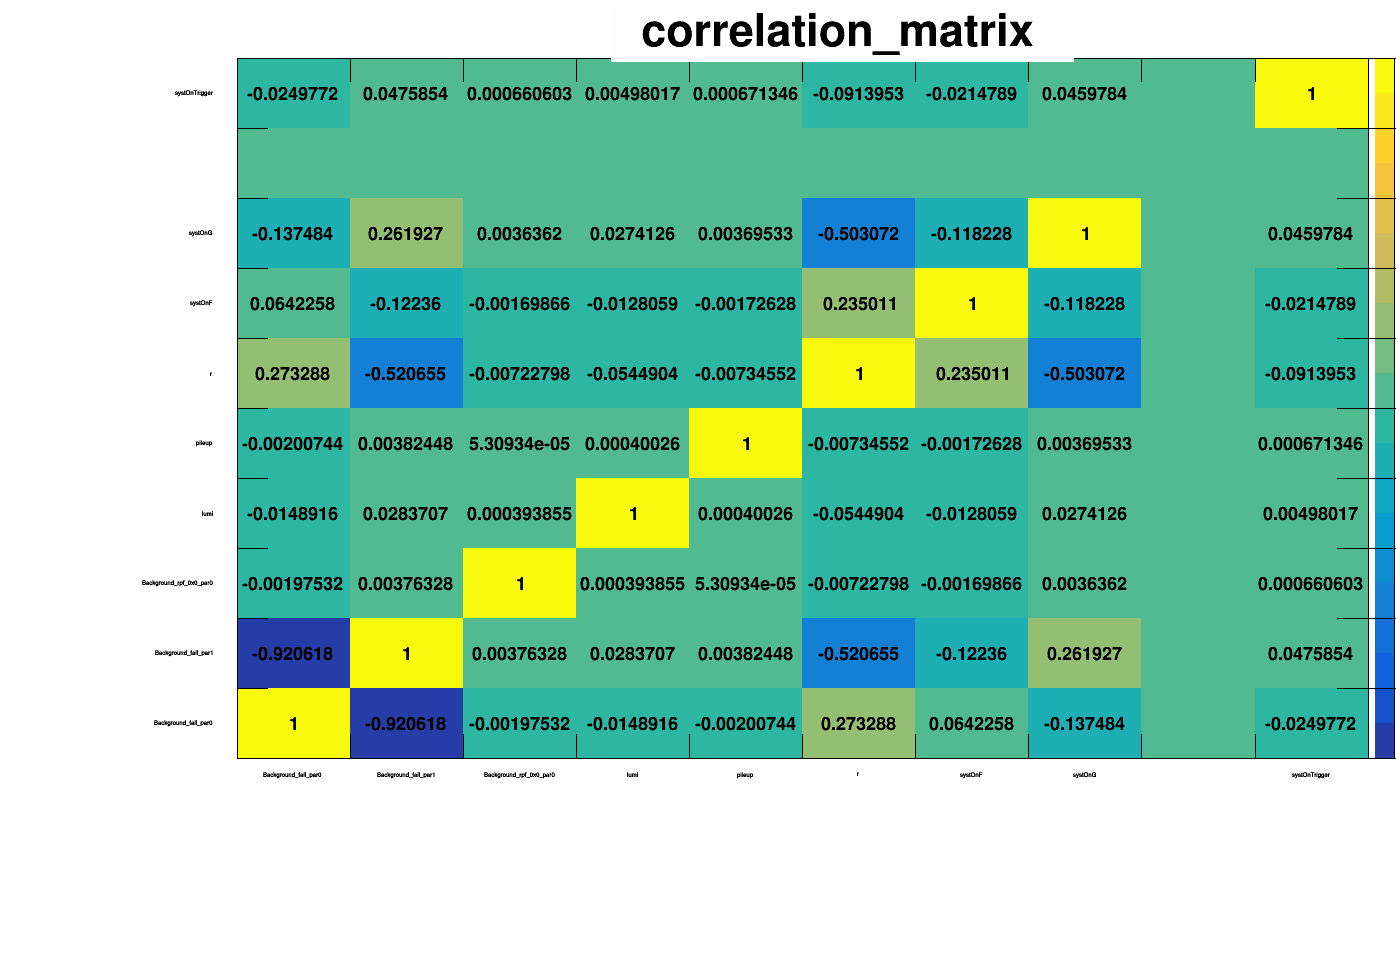 correlation_matrix
systOnTrigger -0.0249772 0.0475854 0.000660603 0.00498017 0.000671346 -0.0913953 -0.0214789 0.0459784 1
systOnG -0.137484 0.261927 0.0036362 0.0274126 0.00369533 -0.503072 -0.118228 1 0.0459784
systOnF 0.0642258 -0.12236 -0.00169866 -0.0128059 -0.00172628 0.235011 1 -0.118228 -0.0214789
r 0.273288 -0.520655 -0.00722798 -0.0544904 -0.00734552 1 0.235011 -0.503072 -0.0913953
pileup -0.00200744 0.00382448 5.30934e-05 0.00040026 1 -0.00734552 -0.00172628 0.00369533 0.000671346
lumi -0.0148916 0.0283707 0.000393855 1 0.00040026 -0.0544904 -0.0128059 0.0274126 0.00498017
Background_rpf_0x0_par0 -0.00197532 0.00376328 1 0.000393855 5.30934e-05 -0.00722798 -0.00169866 0.0036362 0.000660603
Background_fail_par1 -0.920618 1 0.00376328 0.0283707 0.00382448 -0.520655 -0.12236 0.261927 0.0475854
Background_fail_par0 1 -0.920618 -0.00197532 -0.0148916 -0.00200744 0.273288 0.0642258 -0.137484 -0.0249772
Background_fail_par0 Background_fail_par1 Background_rpf_0x0_par0 lumi pileup r systOnF systOnG systOnTrigger